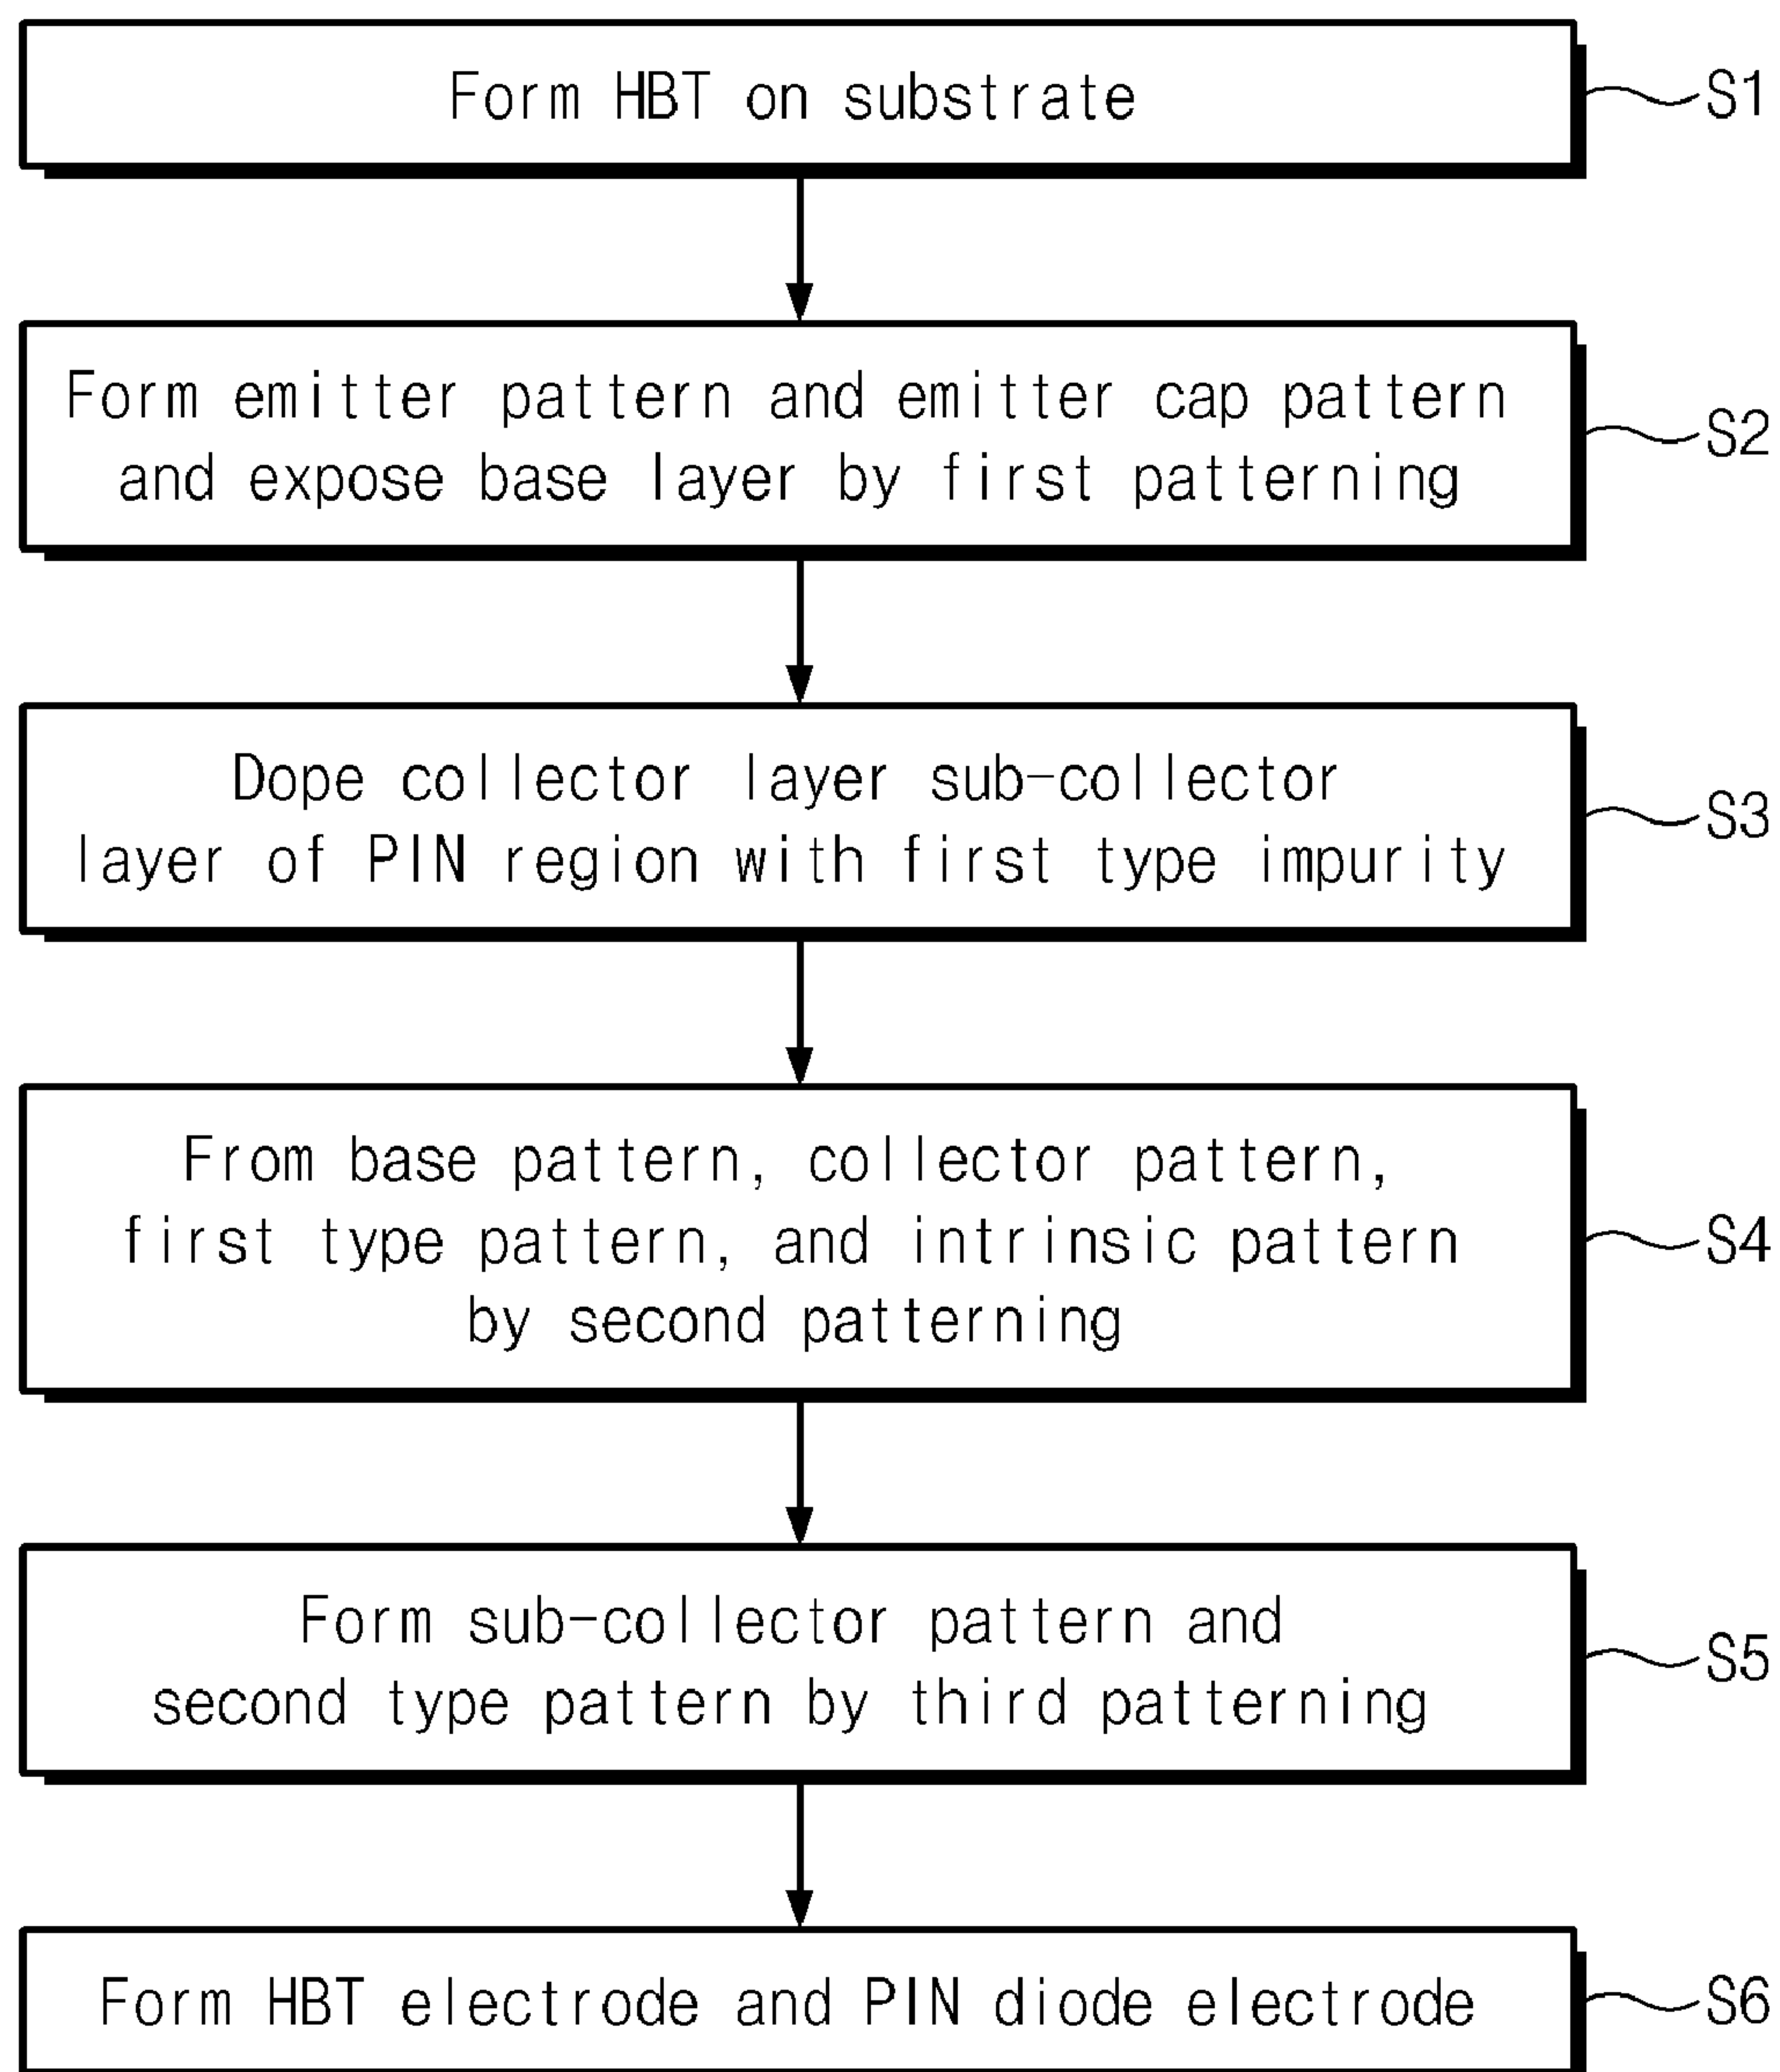 Form HBT on substrate
S1
Form emitter pattern and emitter cap pattern
and expose base layer by first patterning
S2
Dope collector layer sub-collector
layer of PIN region with first type impurity
S3
From base pattern, collector pattern,
first type pattern, and intrinsic pattern
by second patterning
S4
Form sub-collector pattern and
second type pattern by third patterning
S5
Form HBT electrode and PIN diode electrode
S6